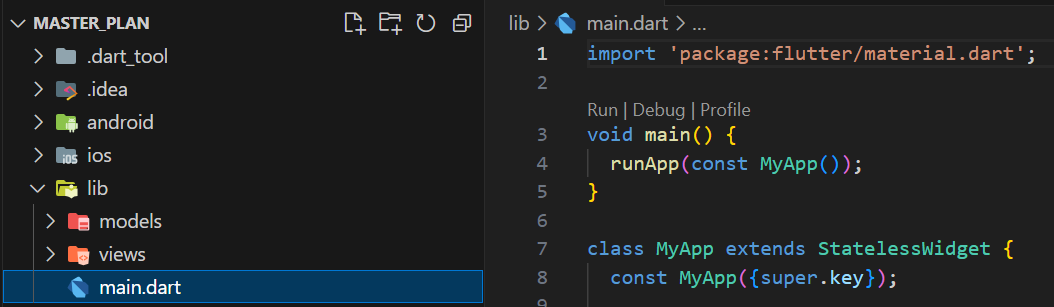 MASTER_PLAN
.dart_tool
.idea
android
iOS
ios
lib
models
views
main.dart
lib > main.dart > ...
1 import 'package:flutter/material.dart';
2
Run | Debug | Profile
3 void main() {
4 runApp(const MyApp());
5 }
6
7 class MyApp extends StatelessWidget {
8 const MyApp({super.key});
9